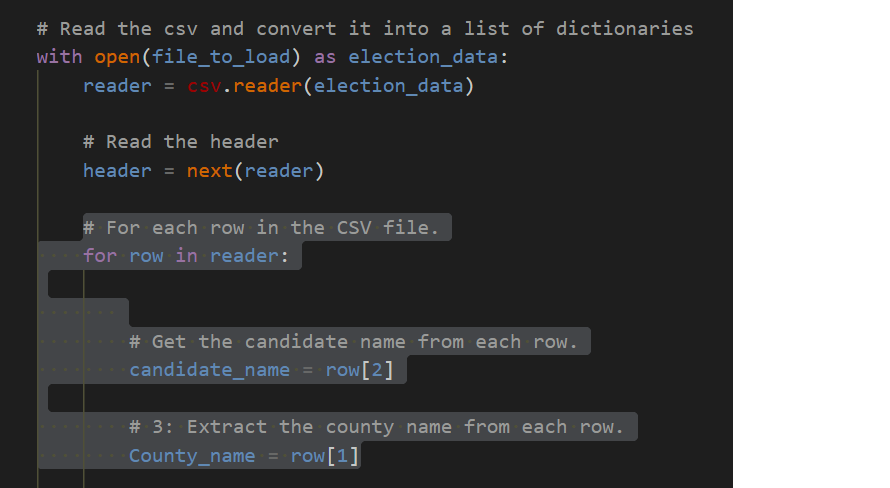 # Read the csv and convert it into a list of dictionaries
with open(file_to_load) as election_data:
    reader = csv.reader(election_data)

    # Read the header
    header = next(reader)

    # For each row in the CSV file.
    for row in reader:


        # Get the candidate name from each row.
        candidate_name = row[2]

        # 3: Extract the county name from each row.
        County_name = row[1]